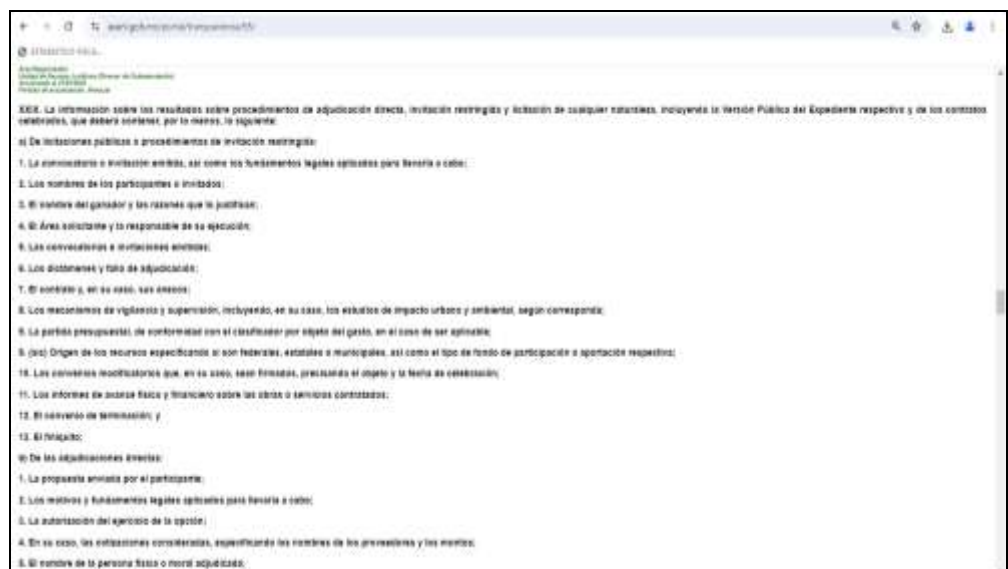 XXIX. La información sobre los resultados sobre procedimientos de adjudicación directa, invitación restringida y licitación de cualquier naturaleza, incluyendo la Versión Pública del Expediente respectivo y de los contratos
celebrados, que deberá contener, por lo menos, lo siguiente:
a) De licitaciones públicas o procedimientos de invitación restringida:
1. La convocatoria o invitación emitida, así como los fundamentos legales aplicados para llevarla a cabo;
2. Los nombres de los participantes o invitados;
3. El nombre del ganador y las razones que lo justifican;
4. El Área solicitante y la responsable de su ejecución;
5. Las convocatorias e invitaciones emitidas;
6. Los dictámenes y fallo de adjudicación;
7. El contrato y, en su caso, sus anexos;
8. Los mecanismos de vigilancia y supervisión, incluyendo, en su caso, los estudios de impacto urbano y ambiental, según corresponda;
9. La partida presupuestal, de conformidad con el clasificador por objeto del gasto, en el caso de ser aplicable;
9. (sic) Origen de los recursos especificando si son federales, estatales o municipales, así como el tipo de fondo de participación o aportación respectiva;
10. Los convenios modificatorios que, en su caso, sean firmados, precisando el objeto y la fecha de celebración;
11. Los informes de avance físico y financiero sobre las obras o servicios contratados;
12. El convenio de terminación; y
13. El finiquito;
b) De las adjudicaciones directas:
1. La propuesta enviada por el participante;
2. Los motivos y fundamentos legales aplicados para llevarla a cabo;
3. La autorización del ejercicio de la opción;
4. En su caso, las cotizaciones consideradas, especificando los nombres de los proveedores y los montos;
5. El nombre de la persona física o moral adjudicada;